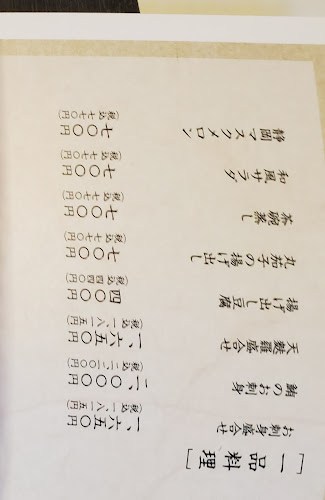 [一品料理]
お刺身盛合せ
一、六五〇円
(税込一、八一五円)
鮪のお刺身
二、〇〇〇円
(税込二、二〇〇円)
天麩羅盛合せ
一、六五〇円
(税込一、八一五円)
揚げ出し豆腐
四〇〇円
(税込四四〇円)
丸茄子の揚げ出し
七〇〇円
(税込七七〇円)
茶碗蒸し
七〇〇円
(税込七七〇円)
和風サラダ
七〇〇円
(税込七七〇円)
静岡マスクメロン
七〇〇円
(税込七七〇円)